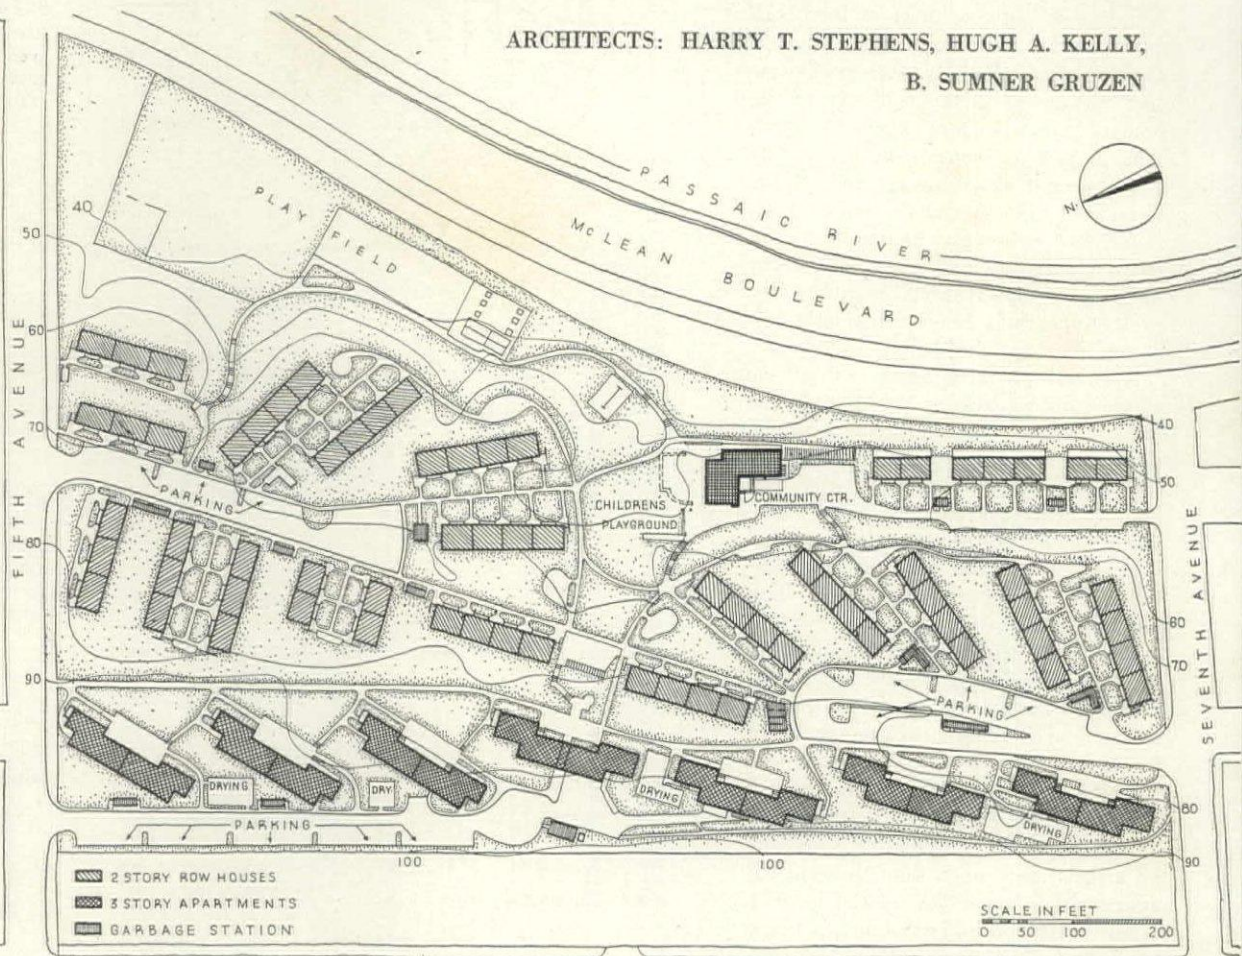 ARCHITECTS: HARRY T. STEPHENS, HUGH A. KELLY,
B. SUMNER GRUZEN
N
PASSAIC RIVER
McLEAN BOULEVARD
PLAY
FIELD
40
50
60
70
80
90
FIFTH AVENUE
PARKING
CHILDRENS
PLAYGROUND
COMMUNITY CTR.
40
50
60
70
80
90
SEVENTH AVENUE
PARKING
DRYING
DRY.
DRYING
DRYING
PARKING
100
100
2 STORY ROW HOUSES
3 STORY APARTMENTS
GARBAGE STATION
SCALE IN FEET
0 50 100 200